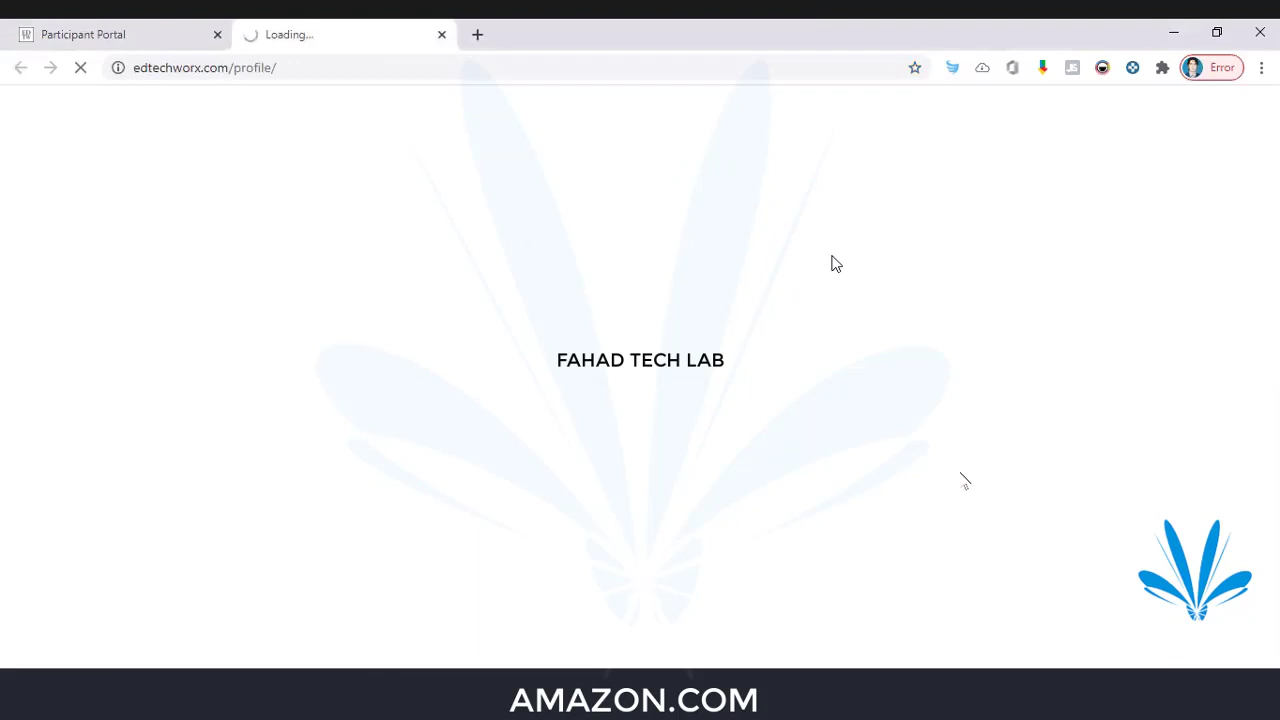 Participant Portal
Loading...
edtechworx.com/profile/
Error
FAHAD TECH LAB
AMAZON.COM